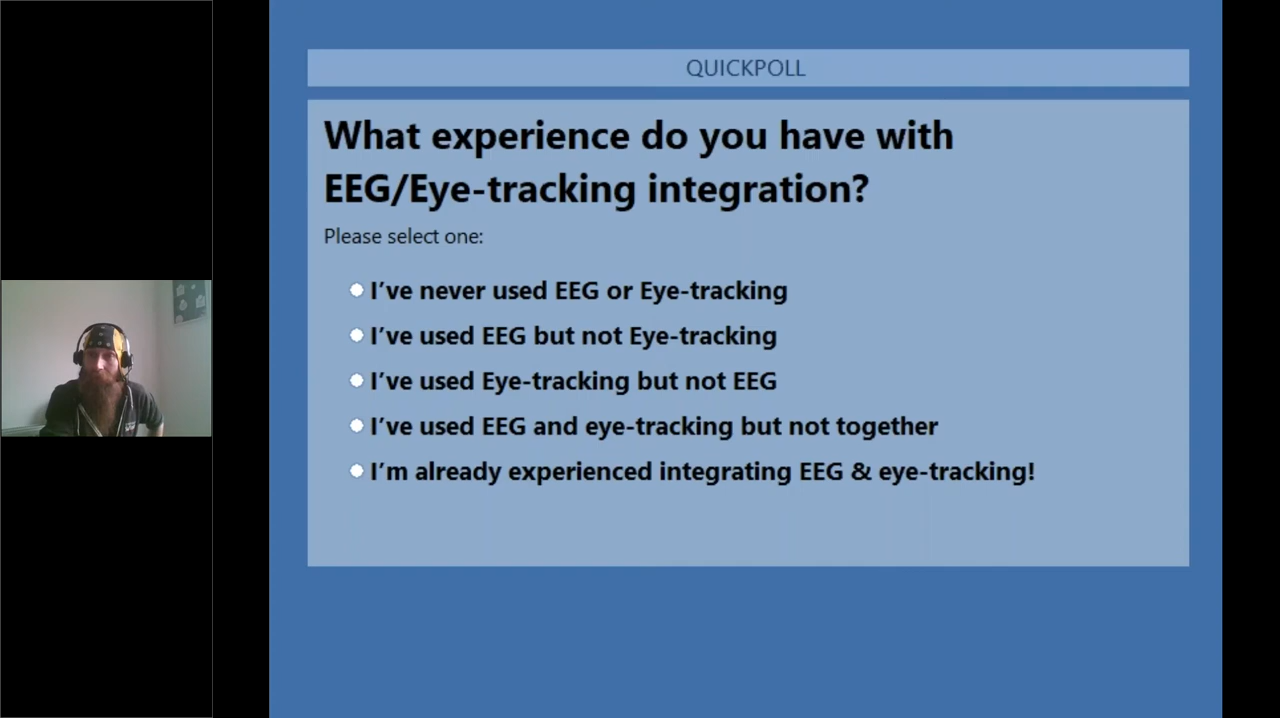 QUICKPOLL
What experience do you have with
EEG/Eye-tracking integration?
Please select one:
I’ve never used EEG or Eye-tracking
I’ve used EEG but not Eye-tracking
I’ve used Eye-tracking but not EEG
I’ve used EEG and eye-tracking but not together
I’m already experienced integrating EEG & eye-tracking!